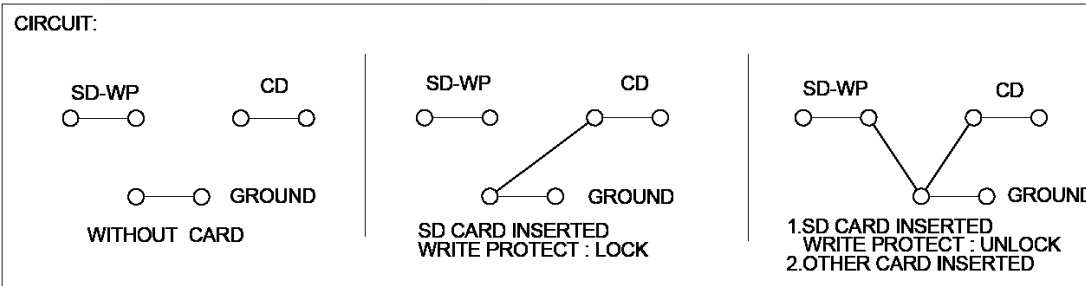 CIRCUIT:
SD-WP
CD
GROUND
WITHOUT CARD
SD-WP
CD
GROUND
SD CARD INSERTED
WRITE PROTECT : LOCK
SD-WP
CD
GROUND
1.SD CARD INSERTED
WRITE PROTECT : UNLOCK
2.OTHER CARD INSERTED